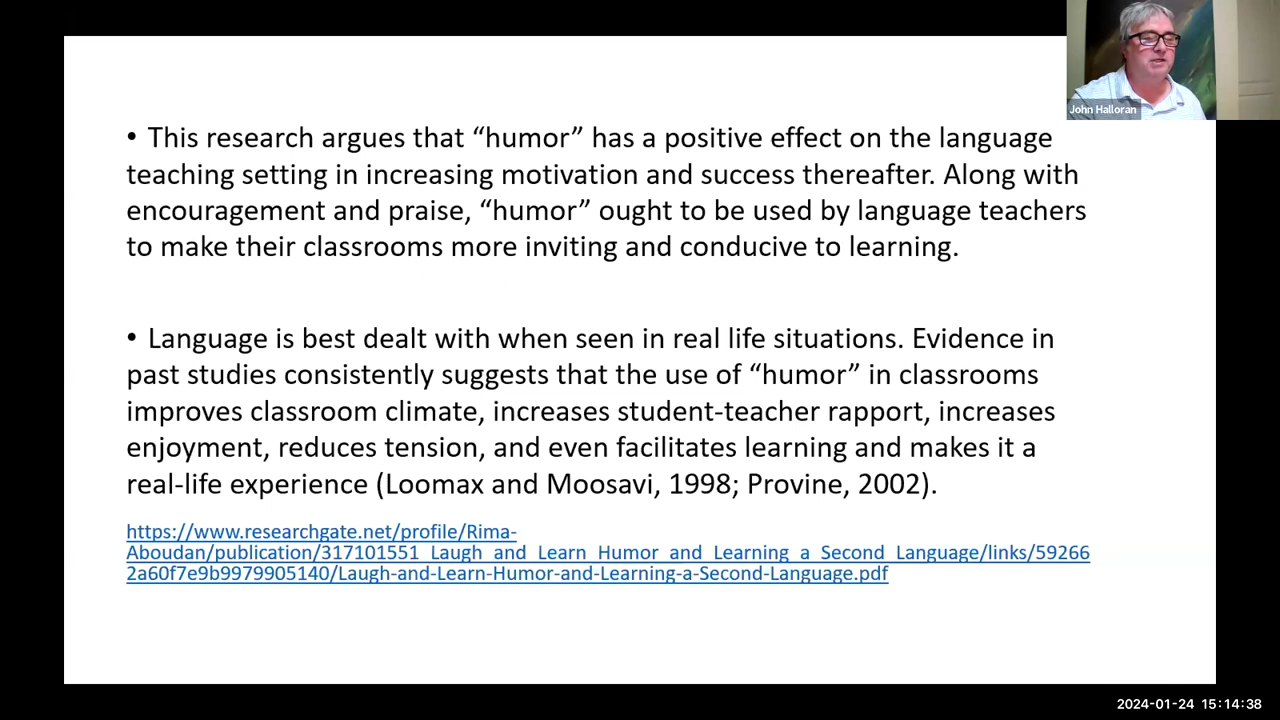 • This research argues that “humor” has a positive effect on the language
teaching setting in increasing motivation and success thereafter. Along with
encouragement and praise, “humor” ought to be used by language teachers
to make their classrooms more inviting and conducive to learning.
• Language is best dealt with when seen in real life situations. Evidence in
past studies consistently suggests that the use of “humor” in classrooms
improves classroom climate, increases student-teacher rapport, increases
enjoyment, reduces tension, and even facilitates learning and makes it a
real-life experience (Loomax and Moosavi, 1998; Provine, 2002).
https://www.researchgate.net/profile/Rima-
Aboudan/publication/317101551_Laugh_and_Learn_Humor_and_Learning_a_Second_Language/links/59266
2a60f7e9b9979905140/Laugh-and-Learn-Humor-and-Learning-a-Second-Language.pdf
John Halloran
2024-01-24 15:14:38